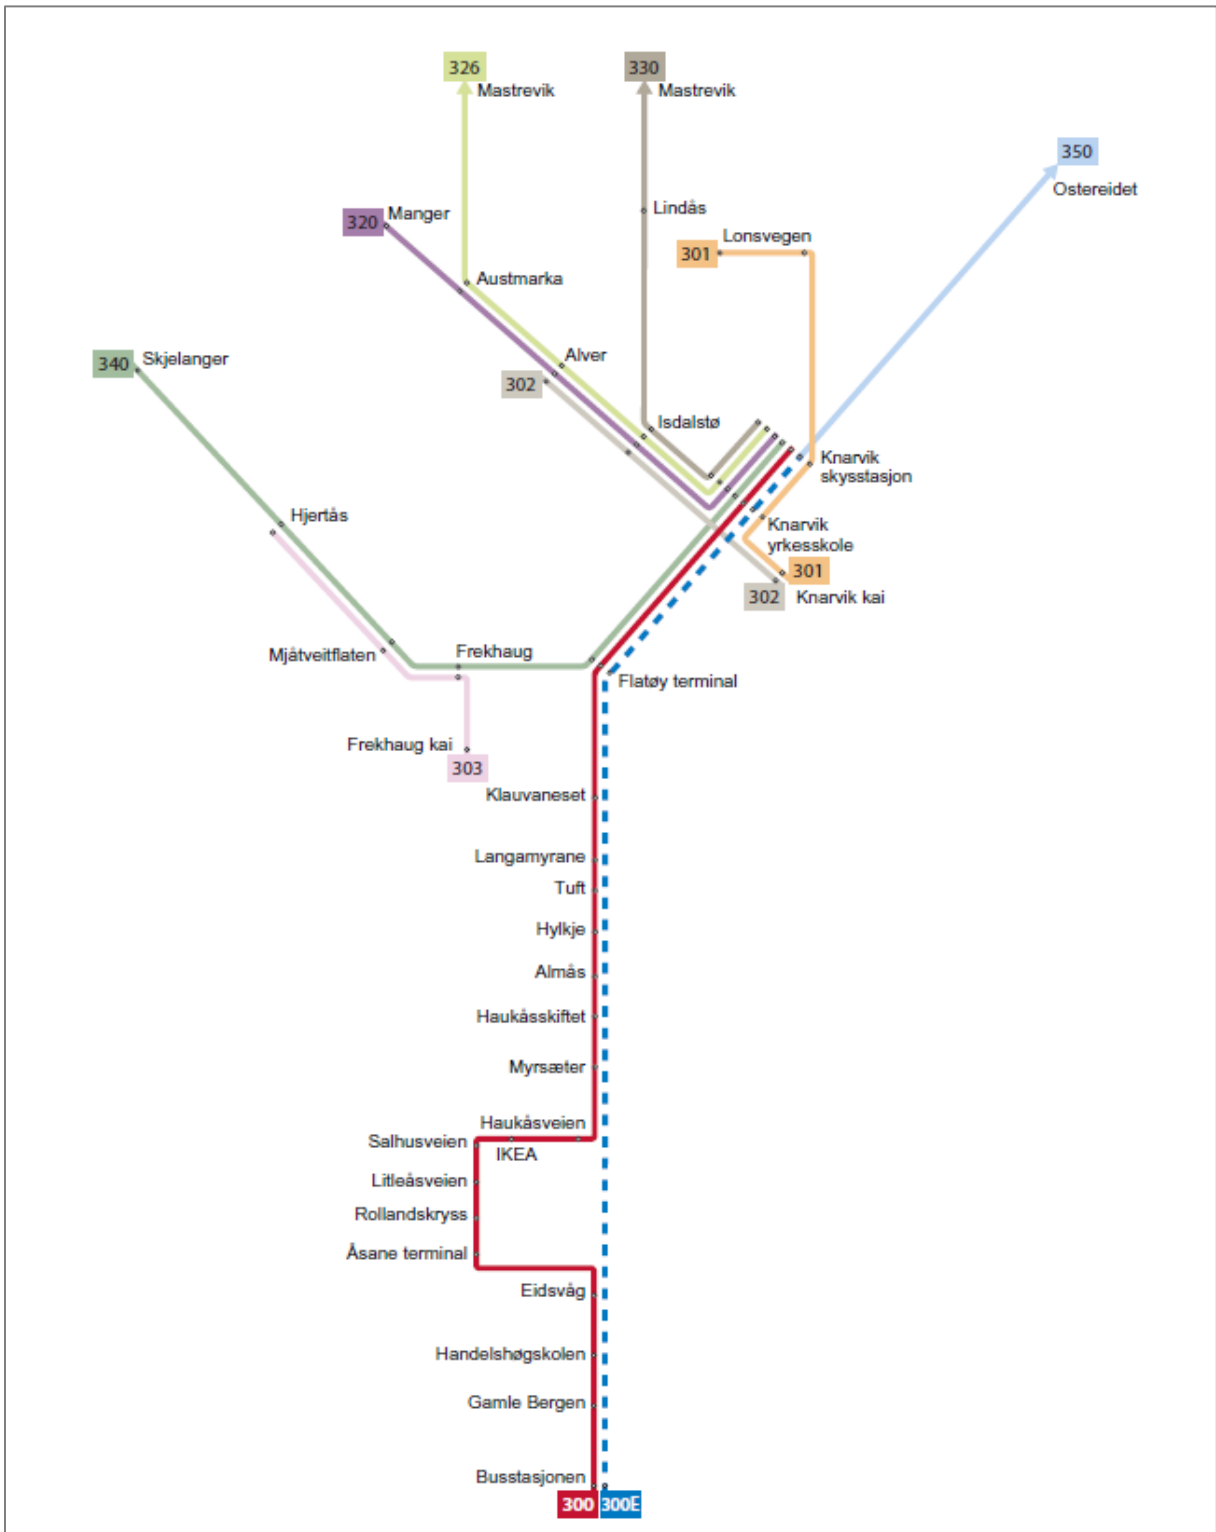 326
Mastrevik
330
Mastrevik
350
Ostereidet
320
Manger
Lindås
301
Lonsvegen
Austmarka
340
Skjelanger
Alver
302
Isdalstø
Knarvik
skysstasjon
Hjertås
Knarvik
yrkesskole
301
302
Knarvik kai
Mjåtveitflaten
Frekhaug
Flatøy terminal
Frekhaug kai
303
Klauvaneset
Langamyrane
Tuft
Hylkje
Almås
Haukåsskiftet
Myrsæter
Haukåsveien
Salhusveien
IKEA
Litleåsveien
Rollandskryss
Åsane terminal
Eidsvåg
Handelshøgskolen
Gamle Bergen
Busstasjonen
300
300E